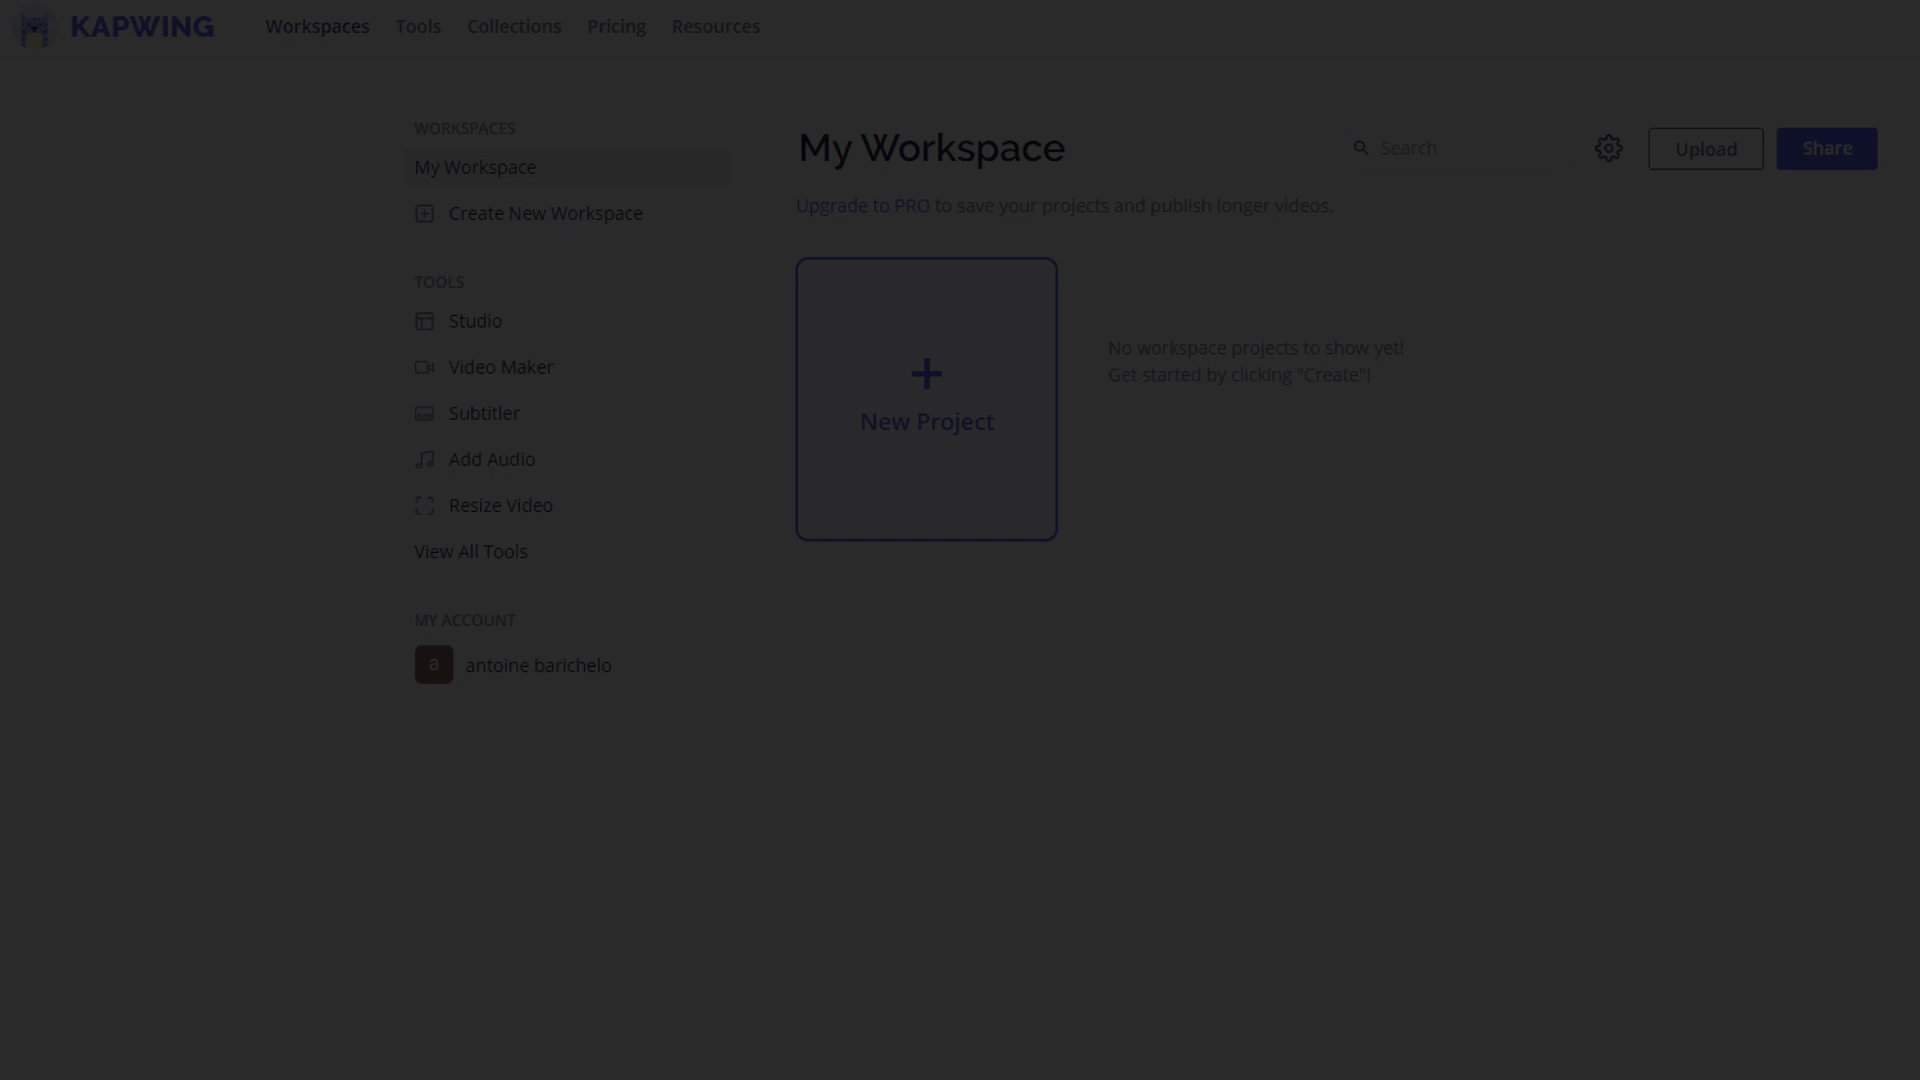 KAPWING
Workspaces
Tools
Collections
Pricing
Resources
WORKSPACES
My Workspace
Create New Workspace
TOOLS
Studio
Video Maker
Subtitler
Add Audio
Resize Video
View All Tools
MY ACCOUNT
a
antoine barichelo
My Workspace
Search
Upload
Share
Upgrade to PRO to save your projects and publish longer videos.
New Project
No workspace projects to show yet!
Get started by clicking "Create"!